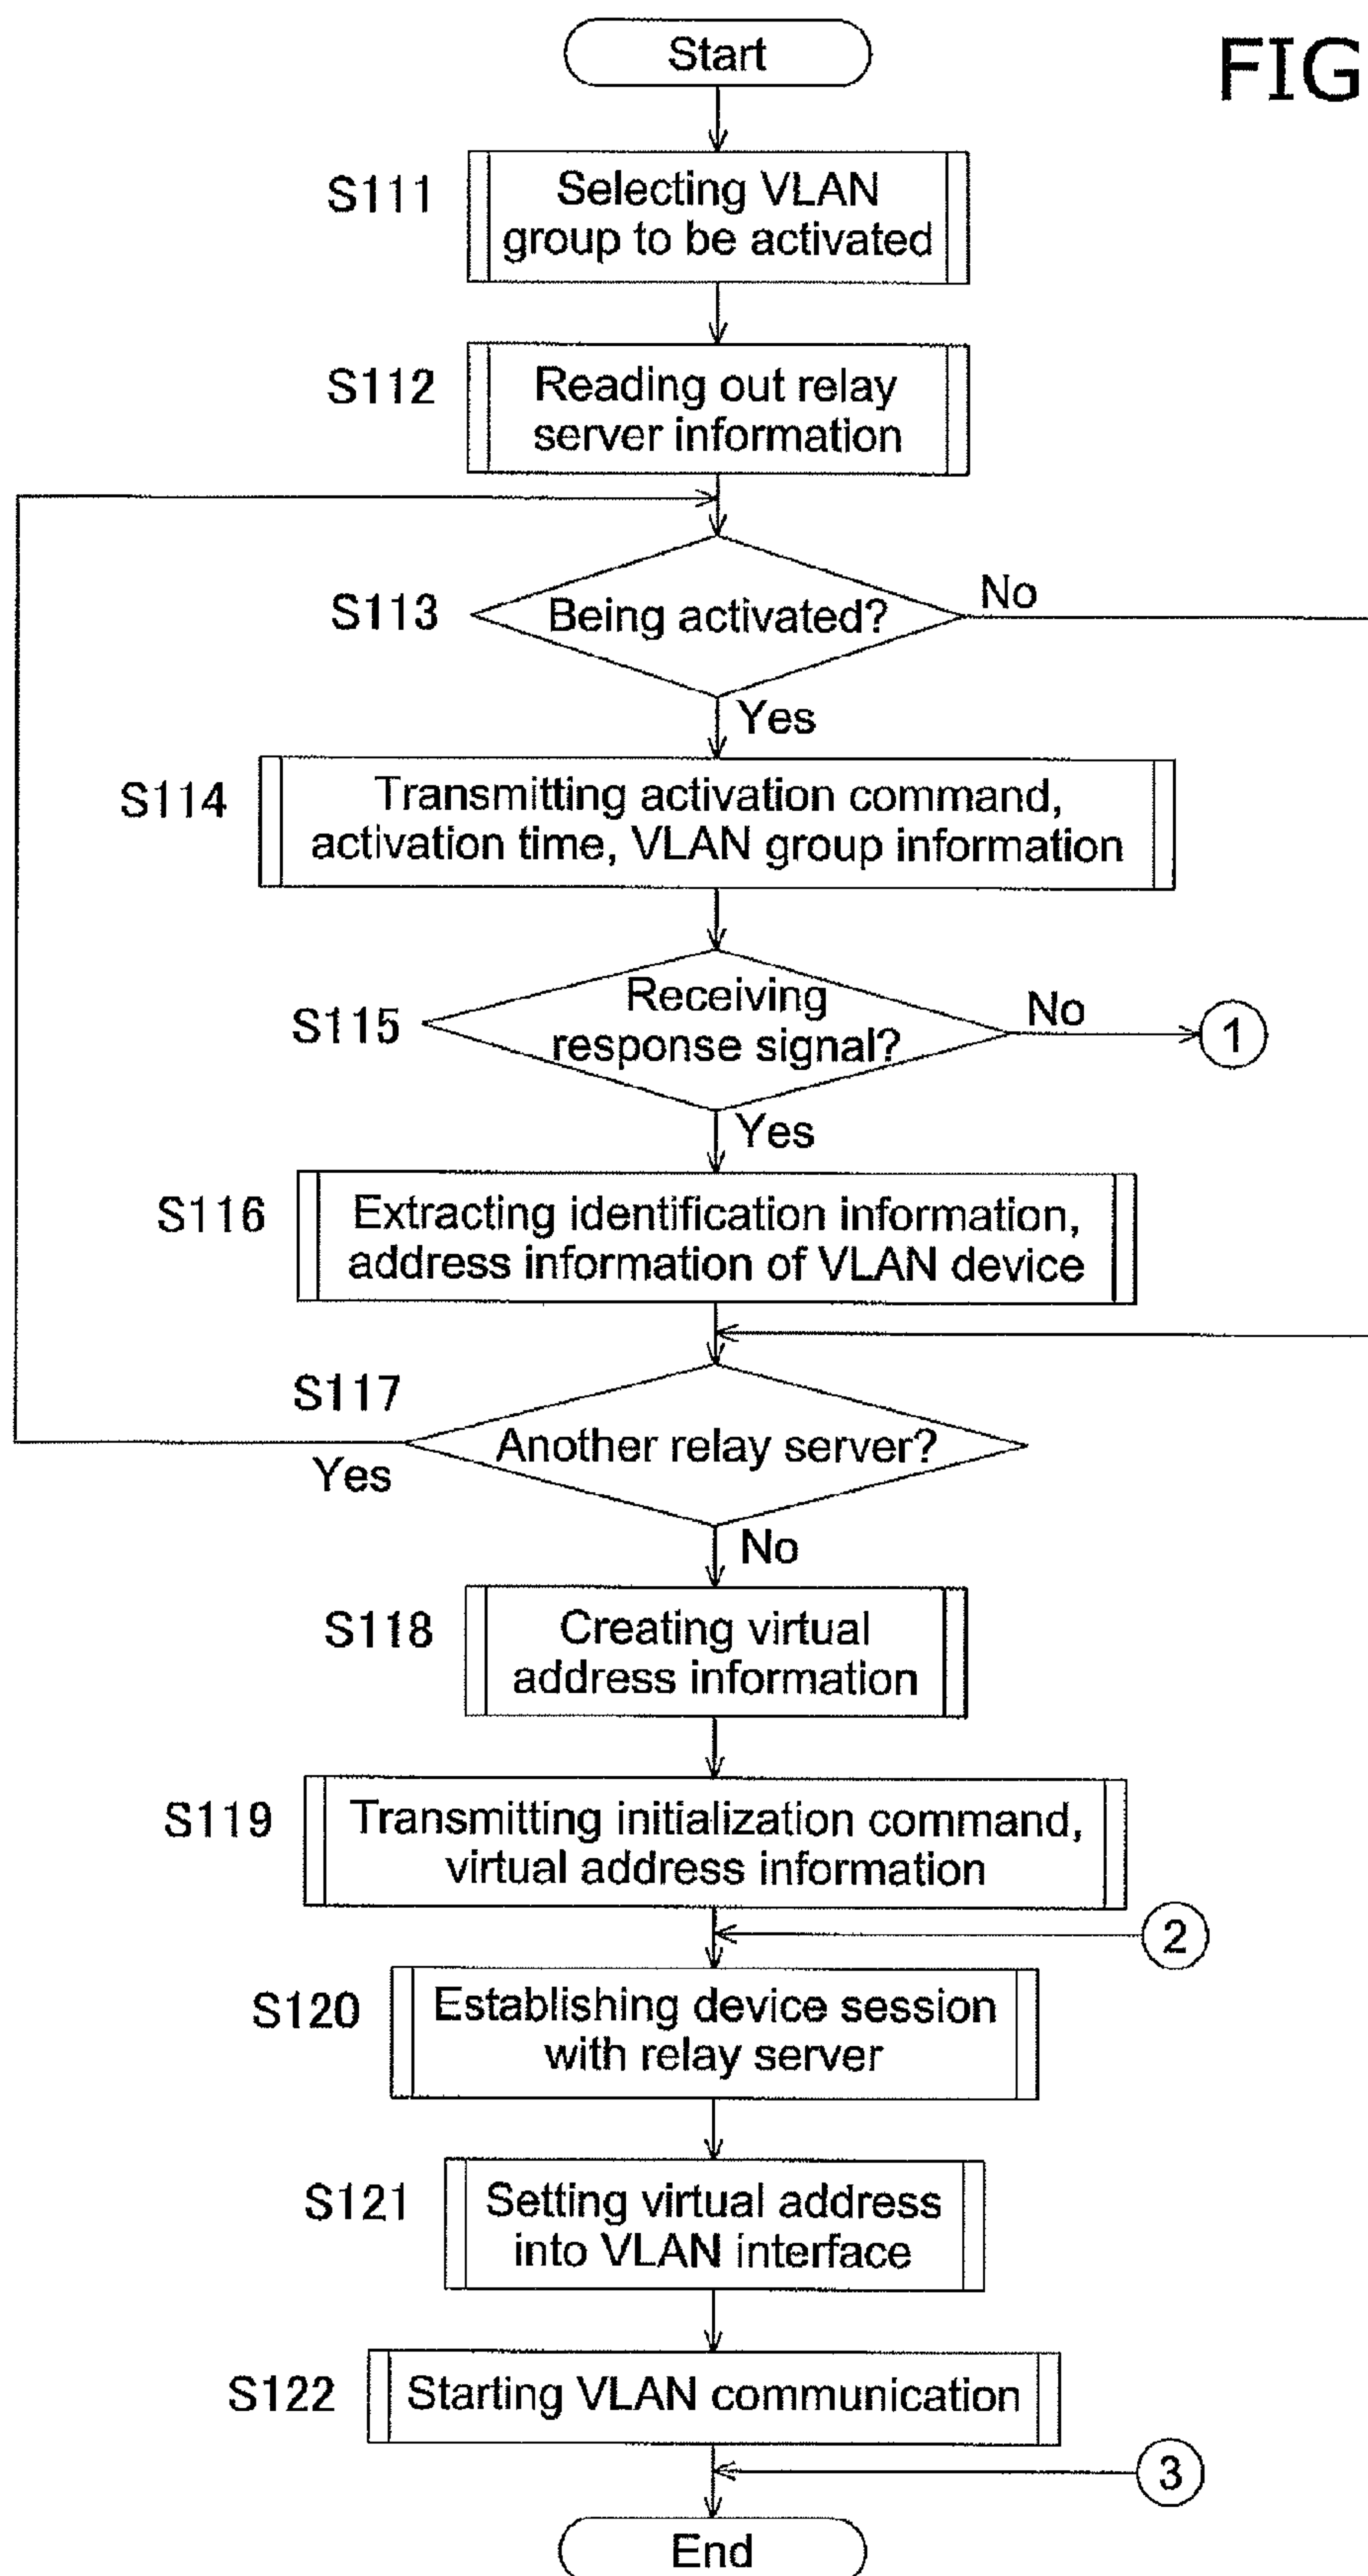 Start
FIG
S111
Selecting VLAN
group to be activated
S112
Reading out relay
server information
S113
Being activated?
No
Yes
S114
Transmitting activation command,
activation time, VLAN group information
S115
Receiving
response signal?
No
1
Yes
S116
Extracting identification information,
address information of VLAN device
S117
Another relay server?
Yes
No
S118
Creating virtual
address information
S119
Transmitting initialization command,
virtual address information
2
S120
Establishing device session
with relay server
S121
Setting virtual address
into VLAN interface
S122
Starting VLAN communication
3
End